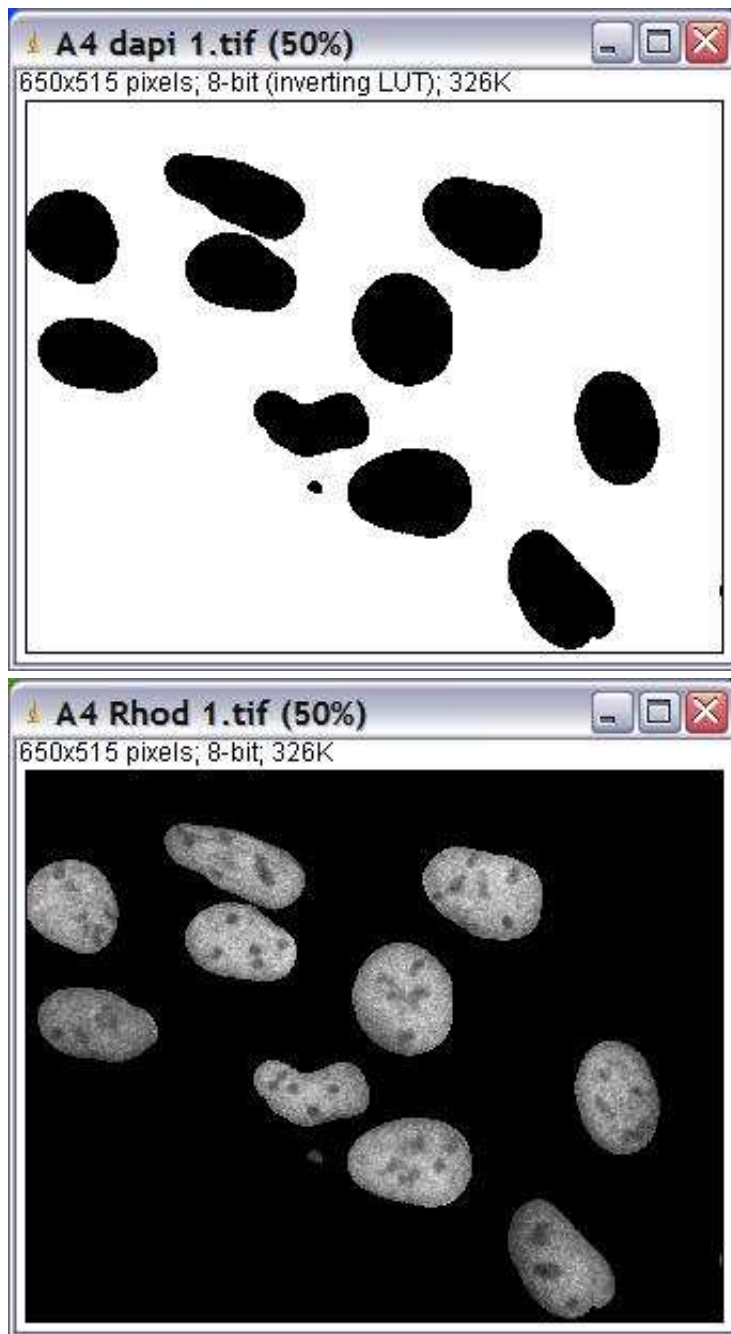 A4 dapi 1.tif (50%)
650x515 pixels; 8-bit (inverting LUT); 326K
A4 Rhod 1.tif (50%)
650x515 pixels; 8-bit; 326K